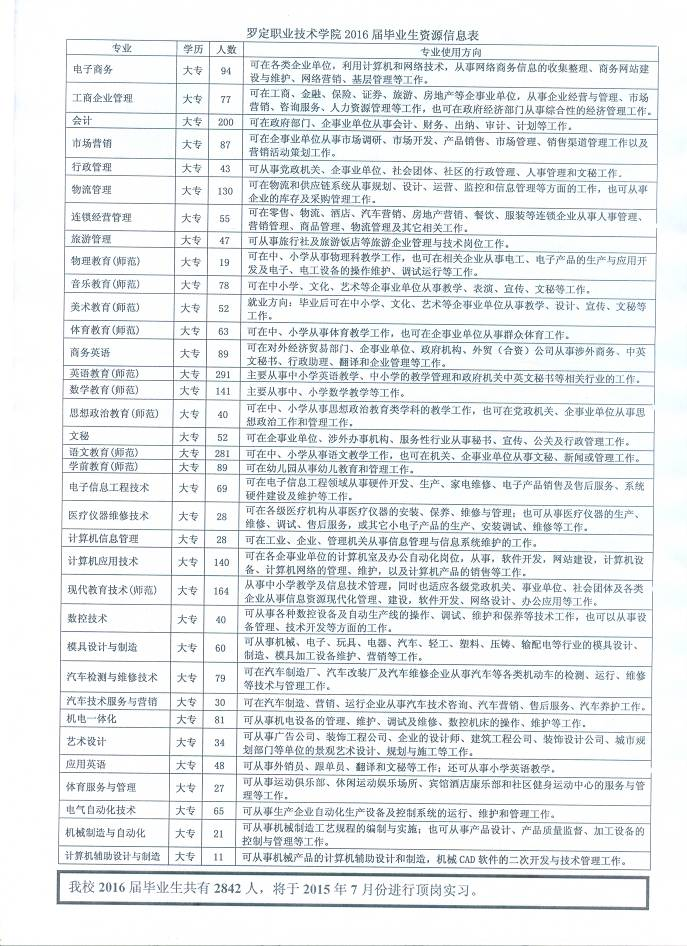 罗定职业技术学院 2016 届毕业生资源信息表
专业 学历 人数 专业使用方向
电子商务 大专 94 可在各类企业单位，利用计算机和网络技术，从事网络商务信息的收集整理、商务网站建
设与维护、网络营销、基层管理等工作。
工商企业管理 大专 77 可在工商、金融、保险、证券、旅游、房地产等企事业单位，从事企业经营与管理、市场
营销、咨询服务、人力资源管理等工作，也可在政府经济部门从事综合性的经济管理工作。
会计 大专 200 可在政府部门、企事业单位从事会计、财务、出纳、审计、计划等工作。
市场营销 大专 87 可在企事业单位从事市场调研、市场开发、产品销售、市场管理、销售渠道管理工作以及
营销活动策划工作。
行政管理 大专 43 可从事党政机关、企事业单位、社会团体、社区的行政管理、人事管理和文秘工作。
物流管理 大专 130 可在物流和供应链系统从事规划、设计、运营、监控和信息管理等方面的工作，也可从事
企业的库存及采购管理工作。
连锁经营管理 大专 55 可在零售、物流、酒店、汽车营销、房地产营销、餐饮、服装等连锁企业从事人事管理、
营销管理、商品管理、物流管理及其它相关工作。
旅游管理 大专 47 可从事旅行社及旅游饭店等旅游企业管理与技术岗位工作。
物理教育(师范) 大专 19 可在中、小学从事物理科教学工作，也可在相关企业从事电工、电子产品的生产与应用开
发及电子、电工设备的操作维护、调试运行等工作。
音乐教育(师范) 大专 78 可在中小学、文化、艺术等企事业单位从事教学、表演、宣传、文秘等工作。
美术教育(师范) 大专 52 就业方向：毕业后可在中小学、文化、艺术等企事业单位从事教学、设计、宣传、文秘等
工作。
体育教育(师范) 大专 63 可在中、小学从事体育教学工作，也可在企事业单位从事群众体育工作。
商务英语 大专 89 可在对外经济贸易部门、企事业单位、政府机构、外贸（合资）公司从事涉外商务、中英
文秘书、行政助理、翻译和企业管理等工作。
英语教育(师范) 大专 291 主要从事中小学英语教学、中小学的教学管理和政府机关中英文秘书等相关行业的工作。
数学教育(师范) 大专 141 主要从事中、小学数学教学等工作。
思想政治教育(师范) 大专 40 可在中、小学从事思想政治教育类学科的教学工作，也可在党政机关、企事业单位从事思
想政治工作和管理工作。
文秘 大专 52 可在企事业单位、涉外办事机构、服务性行业从事秘书、宣传、公关及行政管理工作。
语文教育(师范) 大专 281 可在中、小学从事语文教学工作，也可在机关、企事业单位从事文秘、新闻或管理工作。
学前教育(师范) 大专 89 可在幼儿园从事幼儿教育和管理工作。
电子信息工程技术 大专 69 可在电子信息工程领域从事硬件开发、生产、家电维修、电子产品销售及售后服务、系统
硬件建设及维护等工作。
医疗仪器维修技术 大专 28 可在各级医疗机构从事医疗仪器的安装、保养、维修与管理；也可从事医疗仪器的生产、
维修、调试、售后服务，或其它小电子产品的生产、安装调试、维修等工作。
计算机信息管理 大专 28 可在工业、企业、管理机关从事信息管理与信息系统维护的工作。
计算机应用技术 大专 140 可在各企事业单位的计算机室及办公自动化岗位，从事，软件开发，网站建设，计算机设
备、计算机网络的管理、维护，以及计算机产品的销售等工作。
现代教育技术(师范) 大专 164 从事中小学教学及信息技术管理，同时也适应各级党政机关、事业单位、社会团体及各类
企业从事信息资源现代化管理、建设，软件开发、网络设计、办公应用等工作。
数控技术 大专 40 可从事各种数控设备及自动生产线的操作、调试、维护和保养等技术工作，也可以从事设
备管理、技术开发等方面的工作。
模具设计与制造 大专 60 可从事机械、电子、玩具、电器、汽车、轻工、塑料、压铸、输配电等行业的模具设计、
制造、模具加工设备维护、营销等工作。
汽车检测与维修技术 大专 79 可在汽车制造厂、汽车改装厂及汽车维修企业从事汽车等各类机动车的检测、运行、维修
等技术与管理工作。
汽车技术服务与营销 大专 30 可在汽车制造、营销、运行企业从事汽车技术咨询、汽车营销、售后服务、汽车养护工作。
机电一体化 大专 81 可从事机电设备的管理、维护、调试及维修、数控机床的操作、维护等工作。
艺术设计 大专 34 可从事广告公司、装饰工程公司、企业的设计师、建筑工程公司、装饰设计公司、城市规
划部门等单位的景观艺术设计、规划与施工等工作。
应用英语 大专 48 可从事外销员、跟单员、翻译和文秘等工作；还可从事小学英语教学。
体育服务与管理 大专 27 可从事运动俱乐部、休闲运动娱乐场所、宾馆酒店康乐部和社区健身运动中心的服务与管
理等工作。
电气自动化技术 大专 65 可从事生产企业自动化生产设备及控制系统的运行、维护和管理工作。
机械制造与自动化 大专 21 可从事机械制造工艺规程的编制与实施；也可从事产品设计、产品质量监督、加工设备的
控制与管理等工作。
计算机辅助设计与制造 大专 11 可从事机械产品的计算机辅助设计和制造，机械 CAD 软件的二次开发与技术管理工作。
我校 2016 届毕业生共有 2842 人，将于 2015 年 7 月份进行顶岗实习。